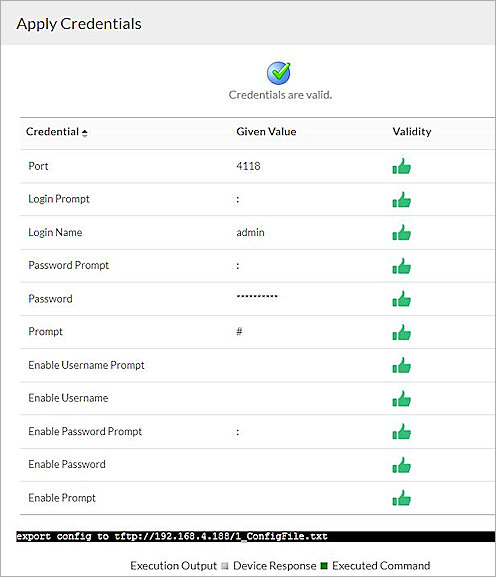 Apply Credentials
Credentials are valid.
Credential Given Value Validity
Port 4118
Login Prompt :
Login Name admin
Password Prompt :
Password **********
Prompt #
Enable Username Prompt
Enable Username
Enable Password Prompt :
Enable Password
Enable Prompt
export config to tftp://192.168.4.188/1_ConfigFile.txt
Execution Output Device Response Executed Command